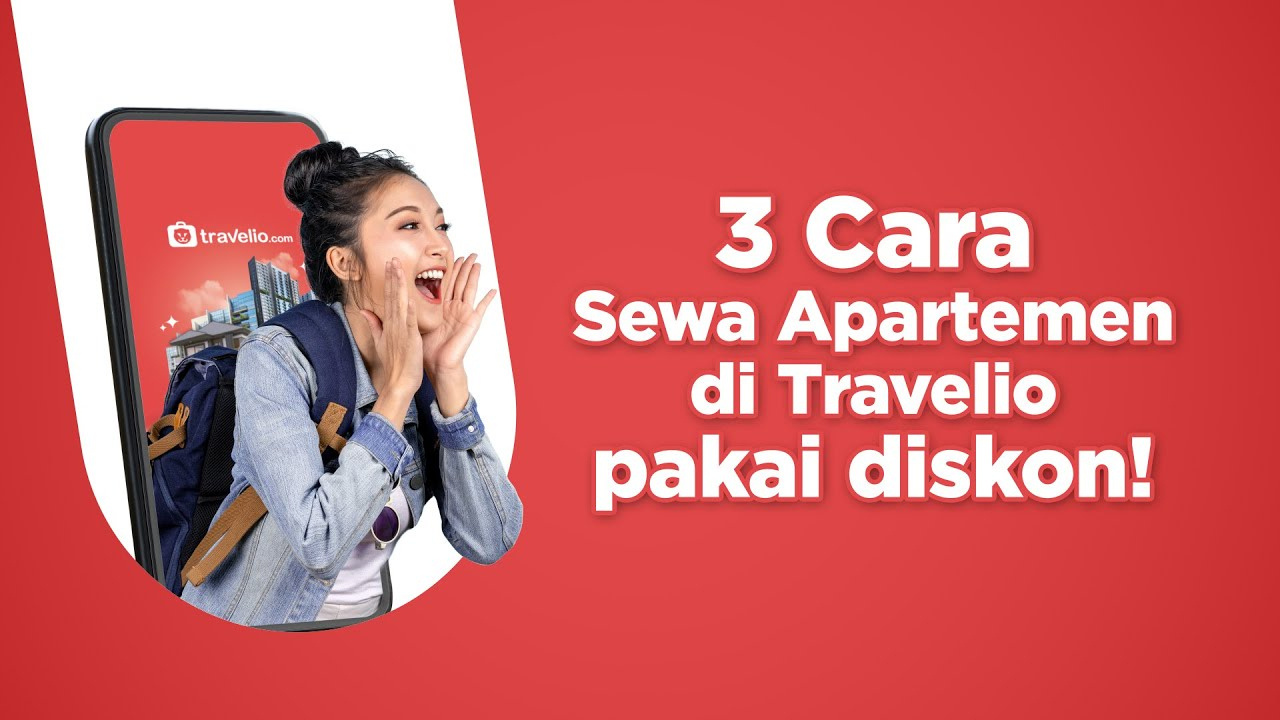 travelio.com
3 Cara
Sewa Apartemen
di Travelio
pakai diskon!